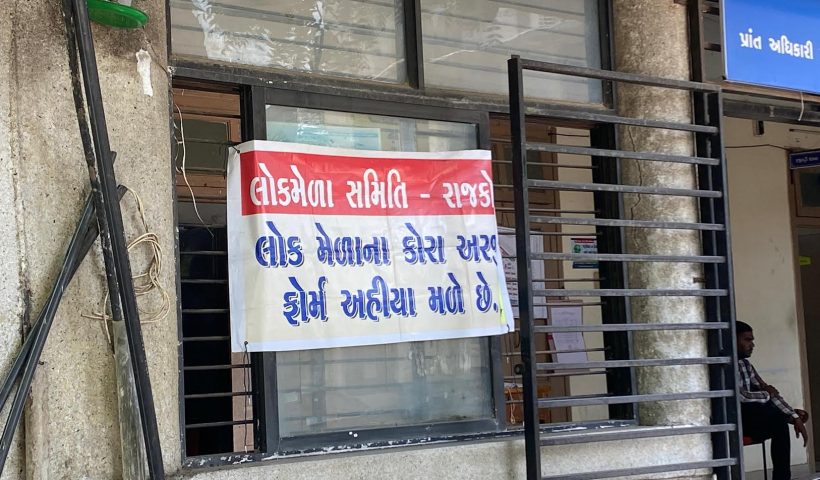 પ્રાંત અધિકારી
લોકમેળા સમિતિ - રાજકો
લોક મેળાના કોરા અરજ
ફોર્મ અહીયા મળે છે.